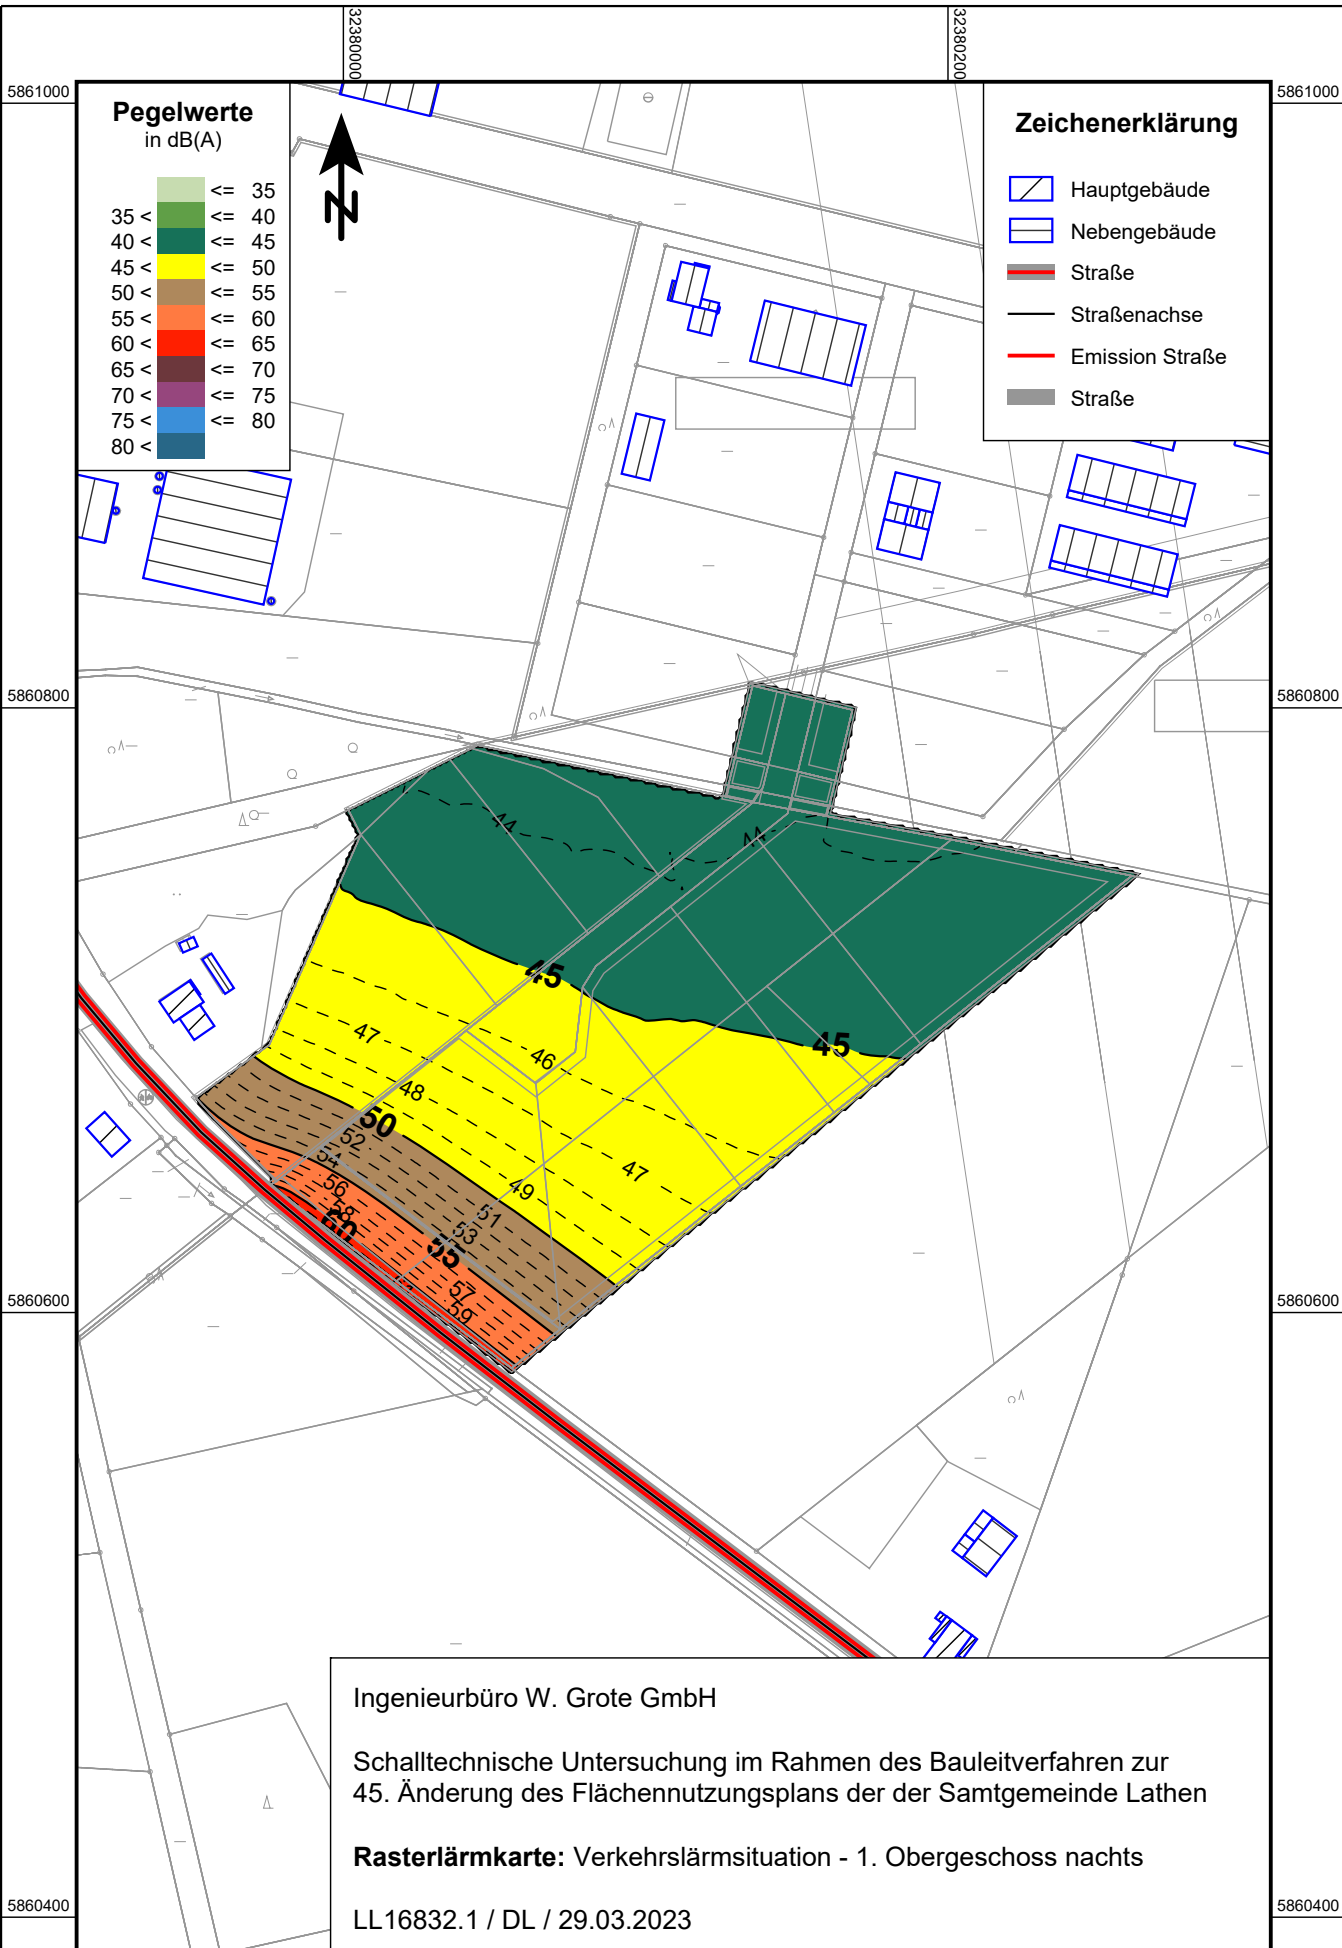 32380000
32380200
5861000
5861000
Pegelwerte
in dB(A)
<= 35
35 < <= 40
40 < <= 45
45 < <= 50
50 < <= 55
55 < <= 60
60 < <= 65
65 < <= 70
70 < <= 75
75 < <= 80
80 <
N
Zeichenerklärung
Hauptgebäude
Nebengebäude
Straße
Straßenachse
Emission Straße
Straße
5860800
5860800
44
44
45
45
47
46
48
50
52
47
54
49
56
51
58
53
60
55
57
59
5860600
5860600
Ingenieurbüro W. Grote GmbH
Schalltechnische Untersuchung im Rahmen des Bauleitverfahren zur
45. Änderung des Flächennutzungsplans der der Samtgemeinde Lathen
Rasterlärmkarte: Verkehrslärmsituation - 1. Obergeschoss nachts
LL16832.1 / DL / 29.03.2023
5860400
5860400